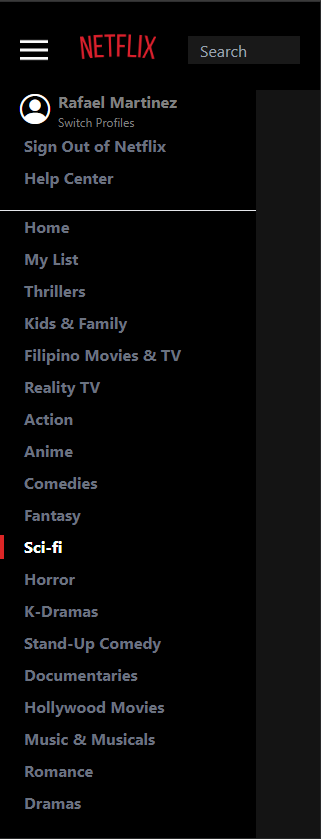 NETFLIX
Search
Rafael Martinez
Switch Profiles
Sign Out of Netflix
Help Center
Home
My List
Thrillers
Kids & Family
Filipino Movies & TV
Reality TV
Action
Anime
Comedies
Fantasy
Sci-fi
Horror
K-Dramas
Stand-Up Comedy
Documentaries
Hollywood Movies
Music & Musicals
Romance
Dramas